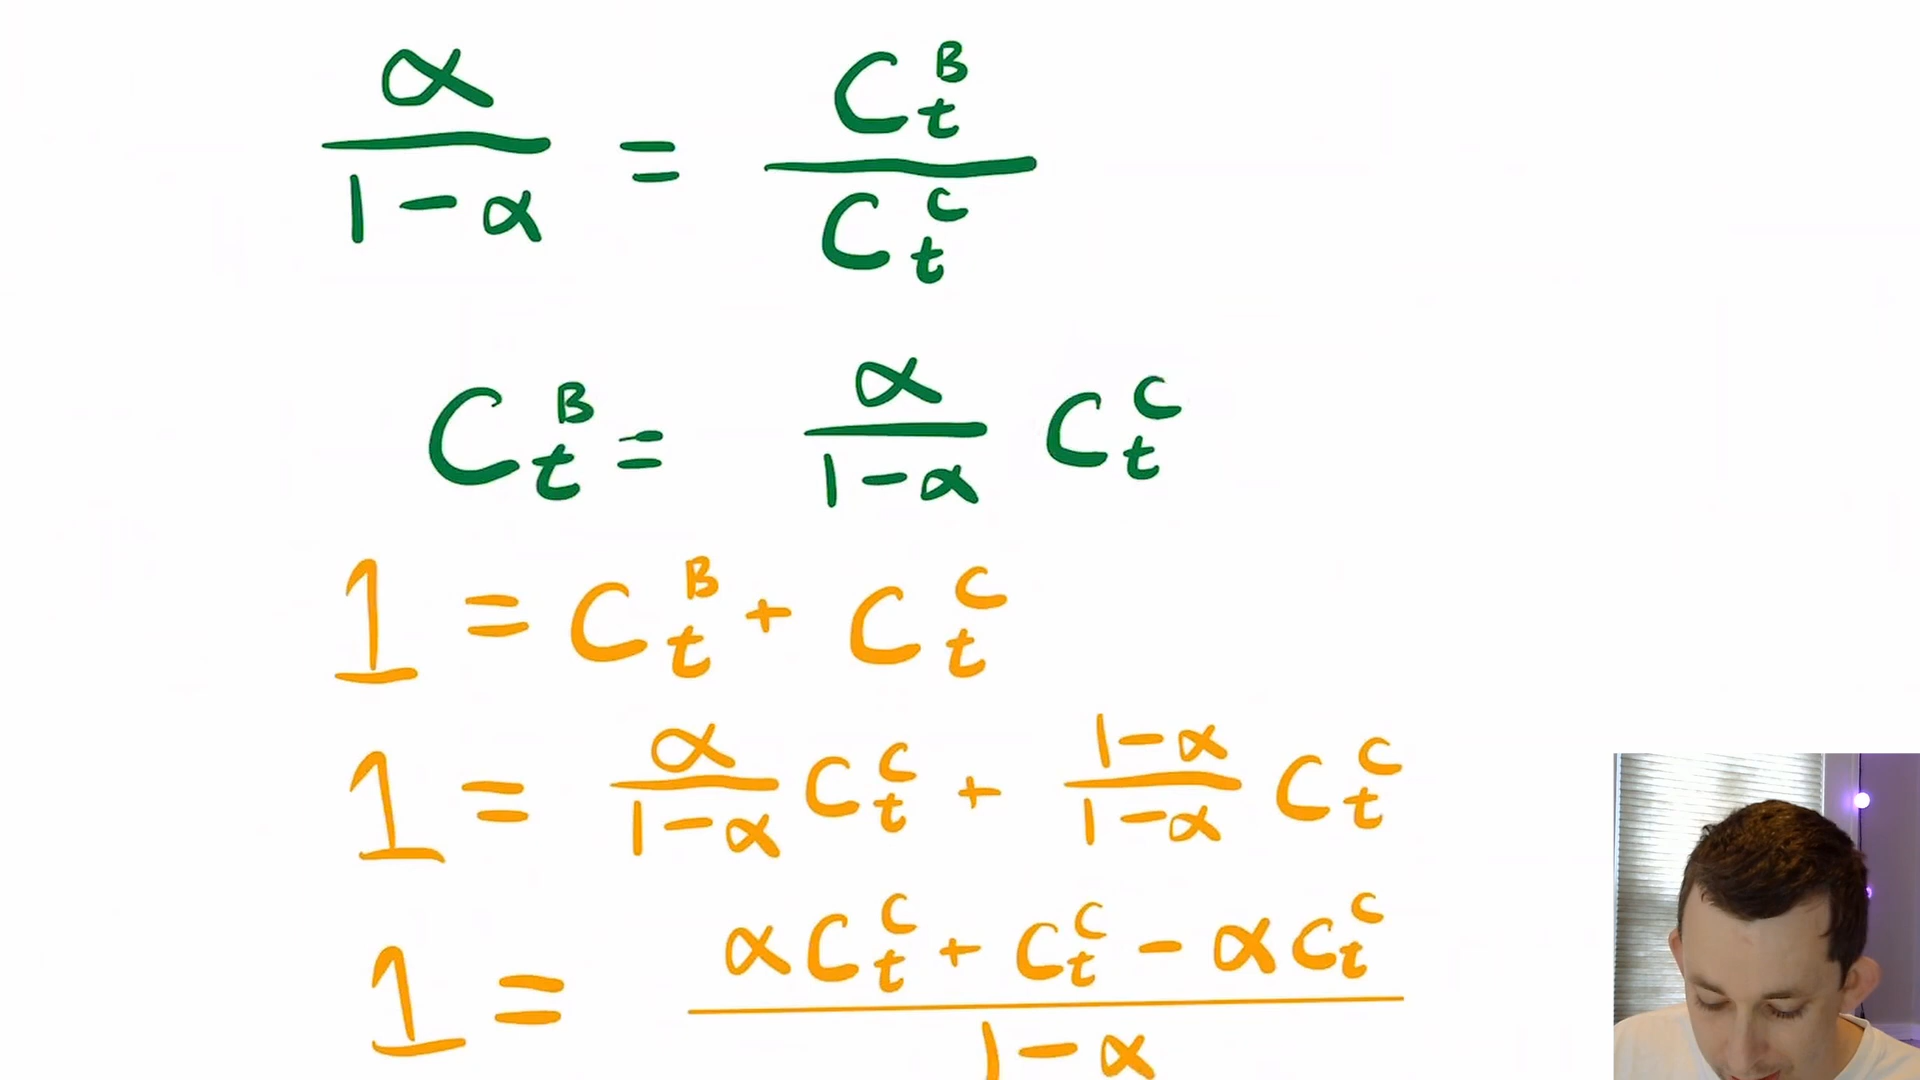 α/(1-α) = C_t^B/C_t^C
C_t^B = α/(1-α) C_t^C
1 = C_t^B + C_t^C
1 = α/(1-α) C_t^C + (1-α)/(1-α) C_t^C
1 = (αC_t^C + C_t^C - αC_t^C)/(1-α)